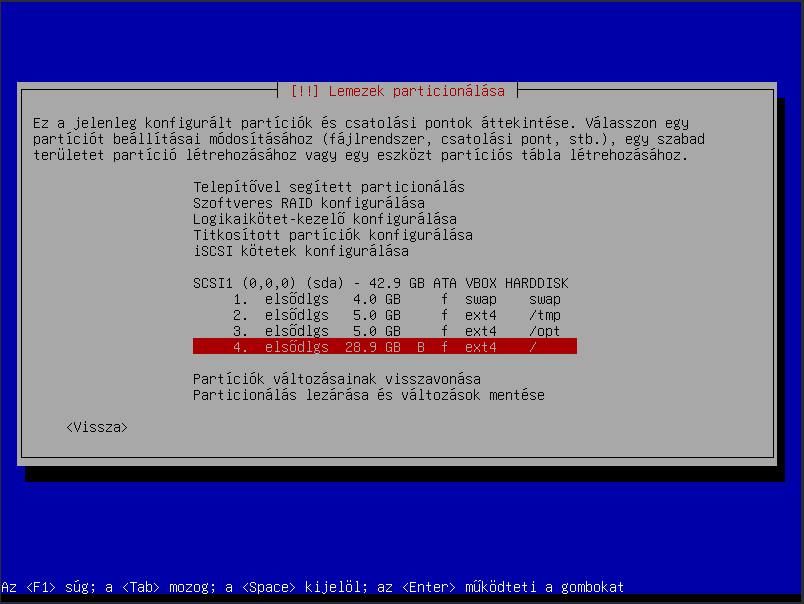 [!!] Lemezek particionálása
Ez a jelenleg konfigurált partíciók és csatolási pontok áttekintése. Válasszon egy
partíciót beállításai módosításához (fájlrendszer, csatolási pont, stb.), egy szabad
területet partíció létrehozásához vagy egy eszközt partíciós tábla létrehozásához.
Telepítővel segített particionálás
Szoftveres RAID konfigurálása
Logikaikötet-kezelő konfigurálása
Titkosított partíciók konfigurálása
iSCSI kötetek konfigurálása
SCSI1 (0,0,0) (sda) - 42.9 GB ATA VBOX HARDDISK
1. elsődlgs 4.0 GB f swap swap
2. elsődlgs 5.0 GB f ext4 /tmp
3. elsődlgs 5.0 GB f ext4 /opt
4. elsődlgs 28.9 GB B f ext4 /
Partíciók változásainak visszavonása
Particionálás lezárása és változások mentése
<Vissza>
Az <F1> súg; a <Tab> mozog; a <Space> kijelöl; az <Enter> működteti a gombokat